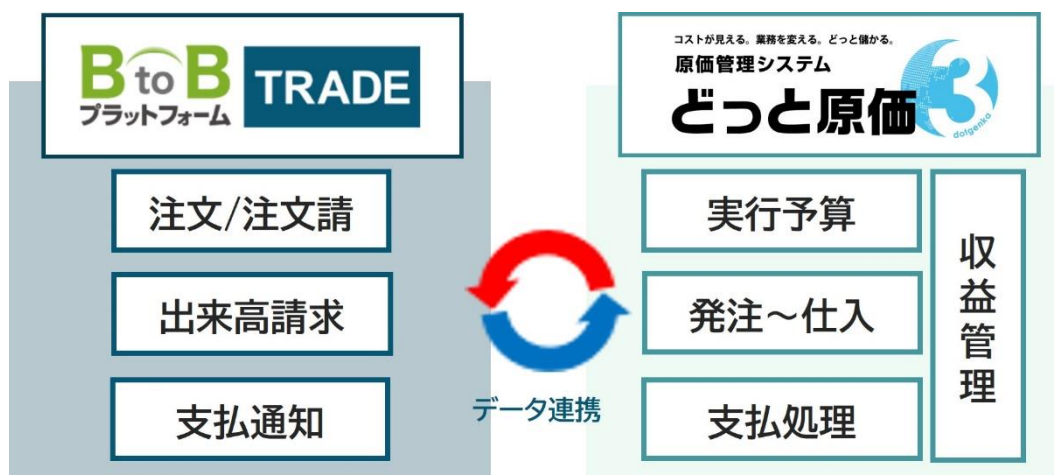 BtoB
プラットフォーム
TRADE
注文/注文請
出来高請求
支払通知
データ連携
コストが見える。業務を変える。どっと儲かる。
原価管理システム
どっと原価3
dotgenka
実行予算
発注～仕入
支払処理
収益管理